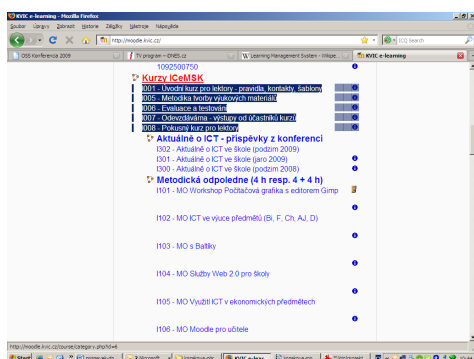 KVIC e-learning - Mozilla Firefox
Soubor Úpravy Zobrazit Historie Záložky Nástroje Nápověda
http://moodle.kvic.cz/
ICQ Search
OSS Konference 2009
TV program - iDNES.cz
Learning Management System - Wikipe...
KVIC e-learning
1092500750
Kurzy ICeMSK
I001 - Úvodní kurz pro lektory - pravidla, kontakty, šablony
I005 - Metodika tvorby výukových materiálů
I006 - Evaluace a testování
I007 - Odevzdávárna - výstupy od účastníků kurzů
I008 - Pokusný kurz pro lektory
Aktuálně o ICT - příspěvky z konferencí
I302 - Aktuálně o ICT ve škole (podzim 2009)
I301 - Aktuálně o ICT ve škole (jaro 2009)
I300 - Aktuálně o ICT ve škole (podzim 2008)
Metodická odpoledne (4 h resp. 4 + 4 h)
I101 - MO Workshop Počítačová grafika s editorem Gimp
I102 - MO ICT ve výuce předmětů (Bi, F, Ch, AJ, D)
I103 - MO s Baltíky
I104 - MO Služby Web 2.0 pro školy
I105 - MO Využití ICT v ekonomických předmětech
I106 - MO Moodle pro učitele
http://moodle.kvic.cz/course/category.php?id=6
Start
KVIC e-lear...